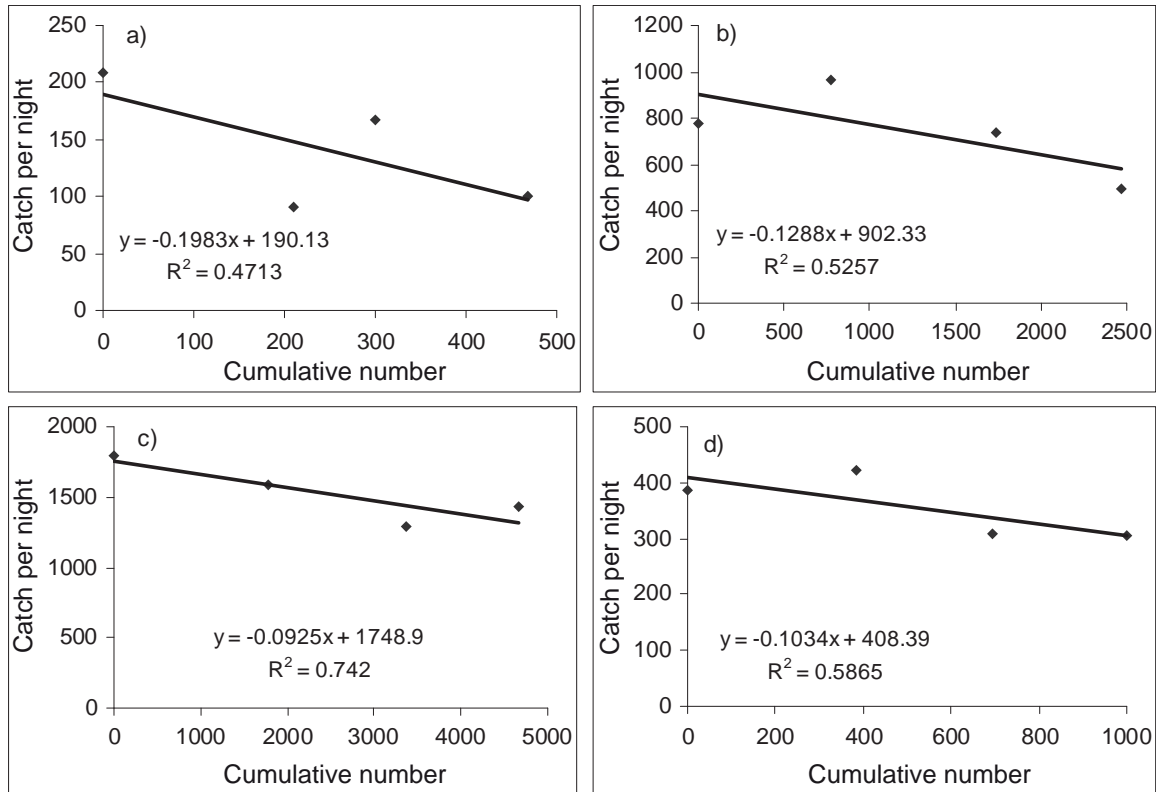 a)
Catch per night
250
200
150
100
50
0
y = -0.1983x + 190.13
R² = 0.4713
0 100 200 300 400 500
Cumulative number
b)
Catch per night
1200
1000
800
600
400
200
0
y = -0.1288x + 902.33
R² = 0.5257
0 500 1000 1500 2000 2500
Cumulative number
c)
Catch per night
2000
1500
1000
500
0
y = -0.0925x + 1748.9
R² = 0.742
0 1000 2000 3000 4000 5000
Cumulative number
d)
Catch per night
500
400
300
200
100
0
y = -0.1034x + 408.39
R² = 0.5865
0 200 400 600 800 1000
Cumulative number